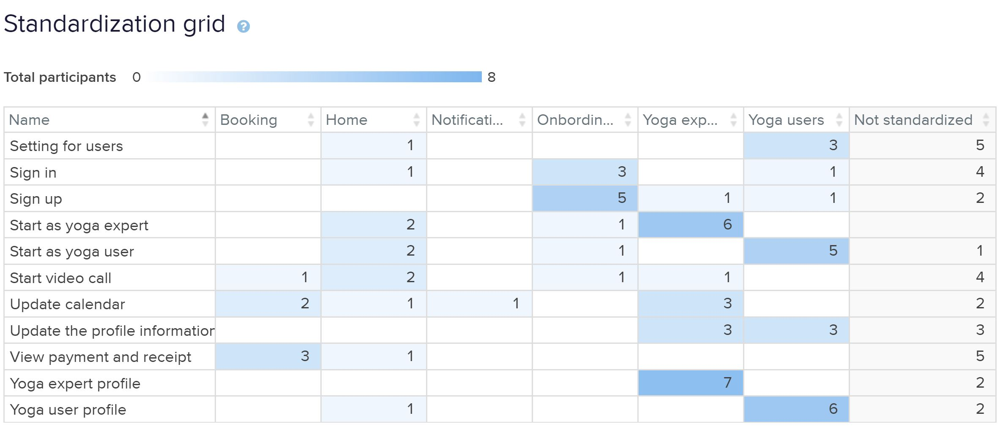 Standardization grid ?
Total participants 0 8
Name Booking Home Notificati... Onbordin... Yoga exp... Yoga users Not standardized
Setting for users 1 3 5
Sign in 1 3 1 4
Sign up 5 1 1 2
Start as yoga expert 2 1 6
Start as yoga user 2 1 5 1
Start video call 1 2 1 1 4
Update calendar 2 1 1 3 2
Update the profile information 3 3 3
View payment and receipt 3 1 5
Yoga expert profile 7 2
Yoga user profile 1 6 2